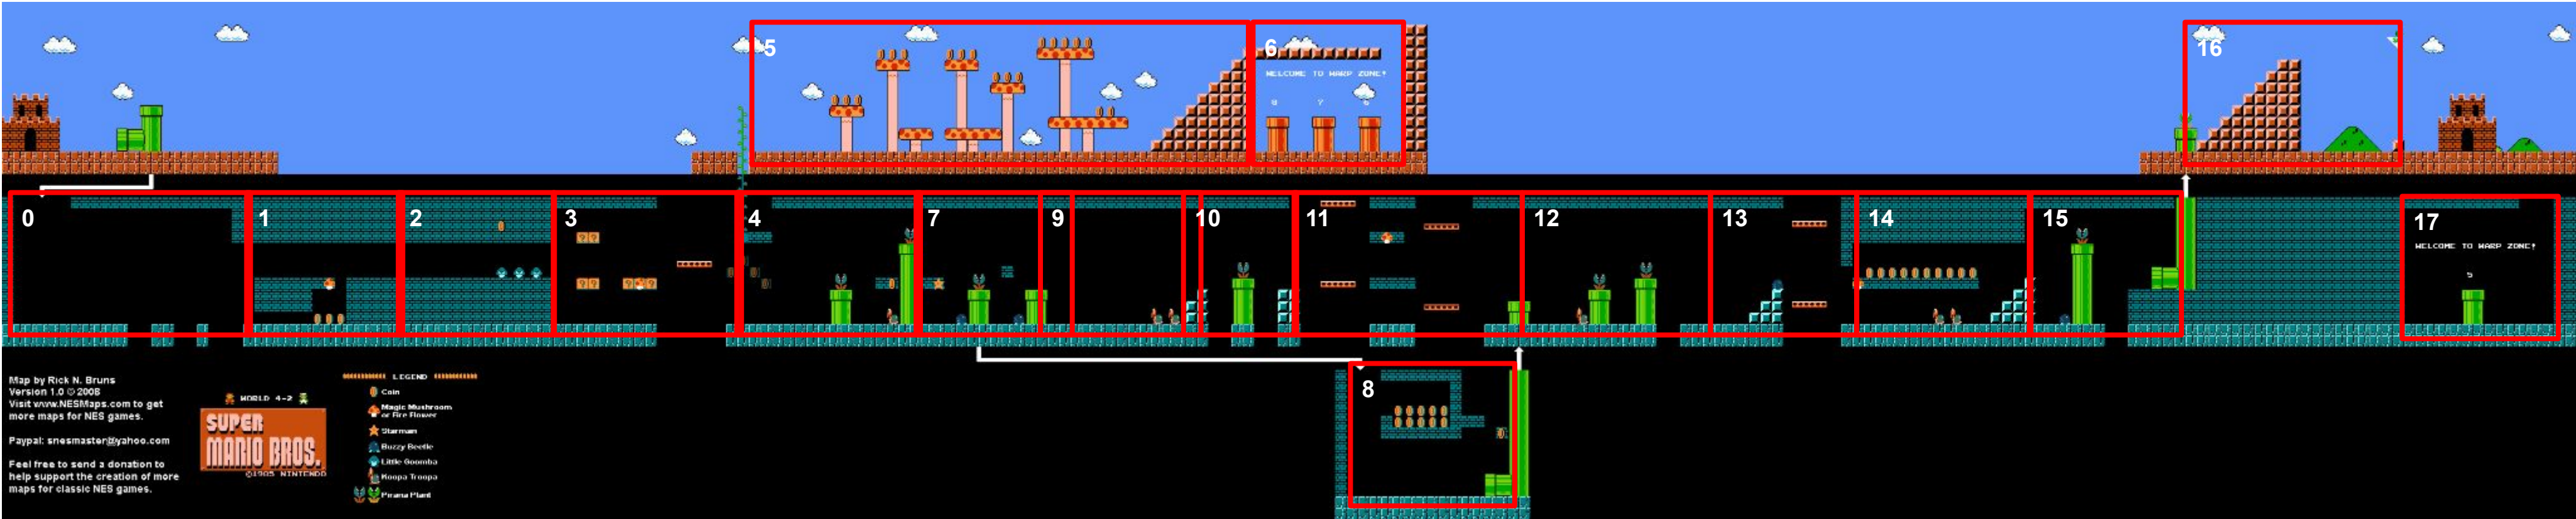 5
6
16
WELCOME TO WARP ZONE!
8 7 6
0
1
2
3
4
7
9
10
11
12
13
14
15
17
WELCOME TO WARP ZONE!
5
8
Map by Rick N. Bruns
Version 1.0 © 2008
Visit www.NESMaps.com to get
more maps for NES games.
Paypal: snesmaster@yahoo.com
Feel free to send a donation to
help support the creation of more
maps for classic NES games.
WORLD 4-2
SUPER
MARIO BROS.
©1985 NINTENDO
LEGEND
Coin
Magic Mushroom
or Fire Flower
Starman
Buzzy Beetle
Little Goomba
Koopa Troopa
Pirana Plant